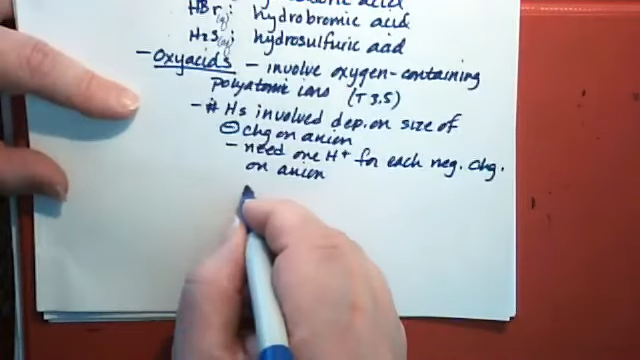 HBr(g): hydrobromic acid
H2S(g): hydrosulfuric acid
- Oxyacids - involve oxygen-containing
polyatomic ions (T 3.5)
- # Hs involved dep. on size of
⊖ chg on anion
- need one H+ for each neg. chg.
on anion